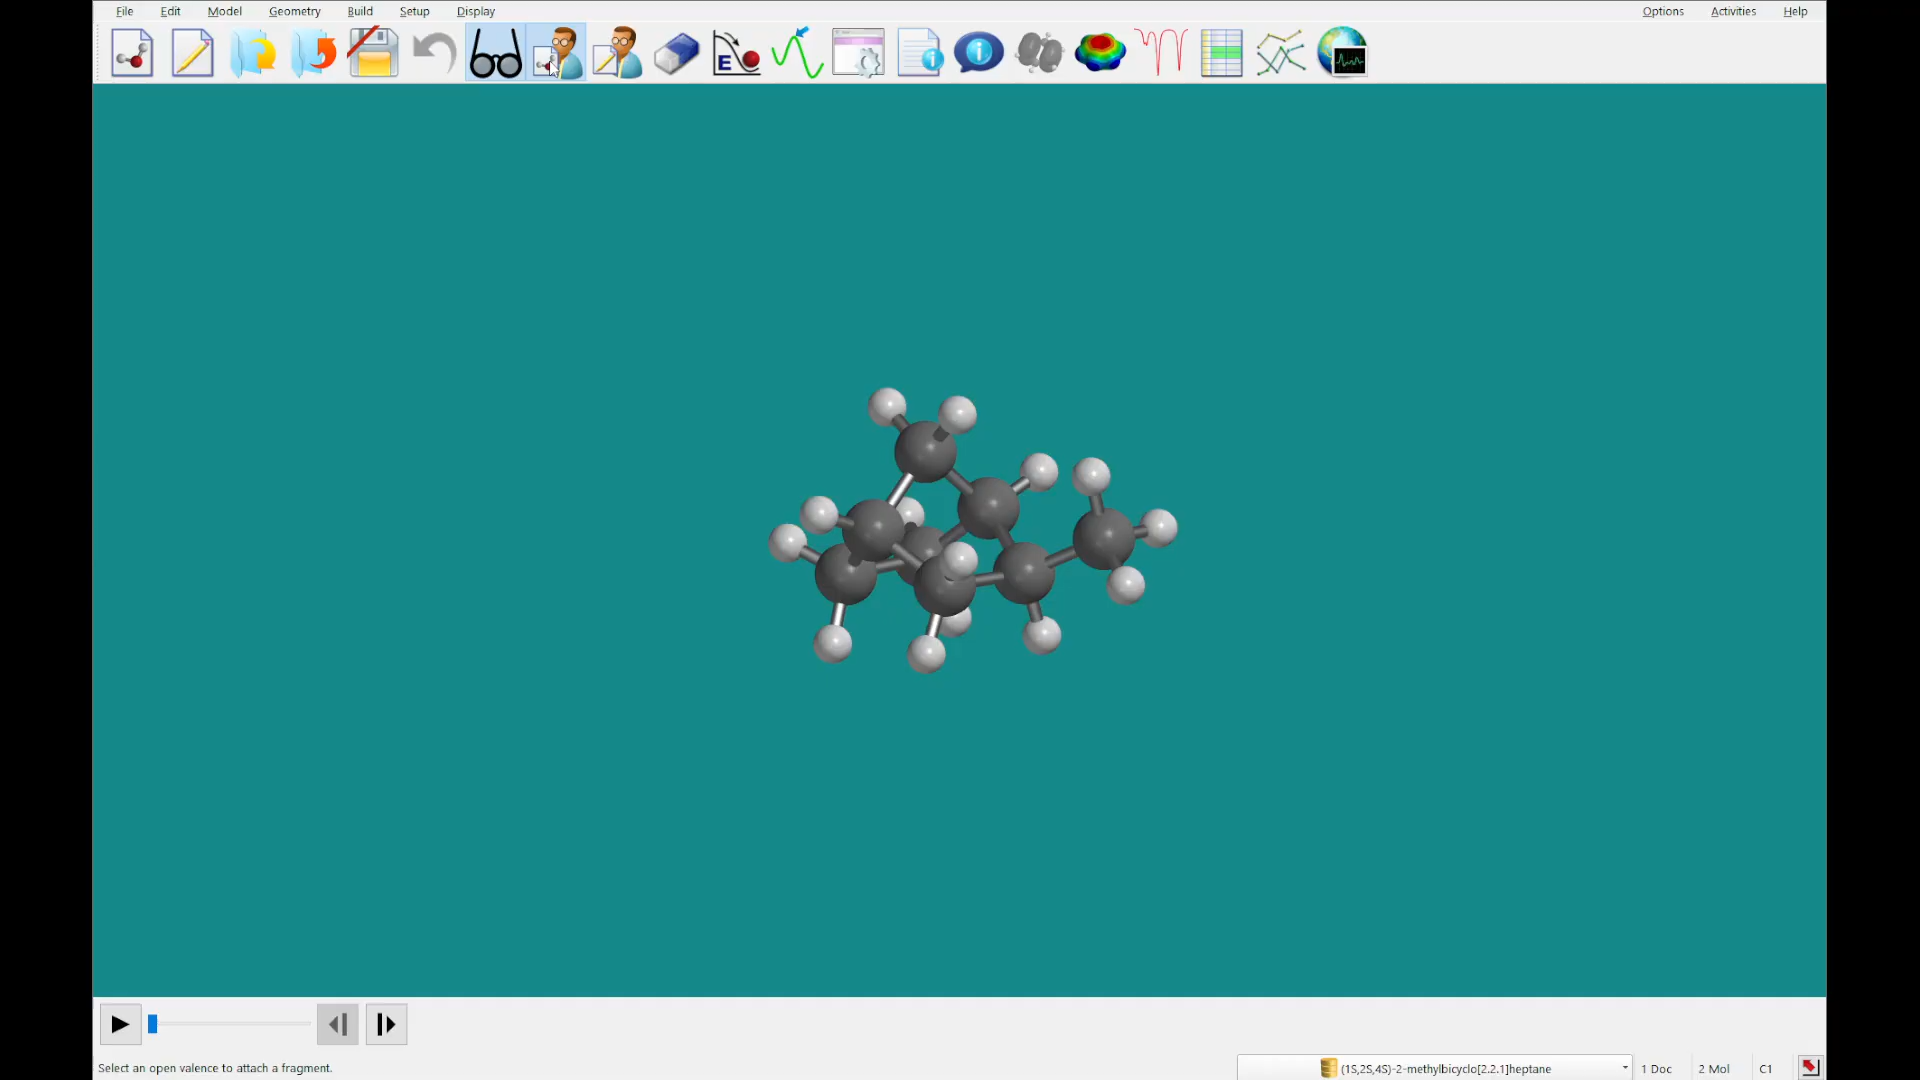 File Edit Model Geometry Build Setup Display Options Activities Help
E
Select an open valence to attach a fragment. (1S,2S,4S)-2-methylbicyclo[2.2.1]heptane 1 Doc 2 Mol C1